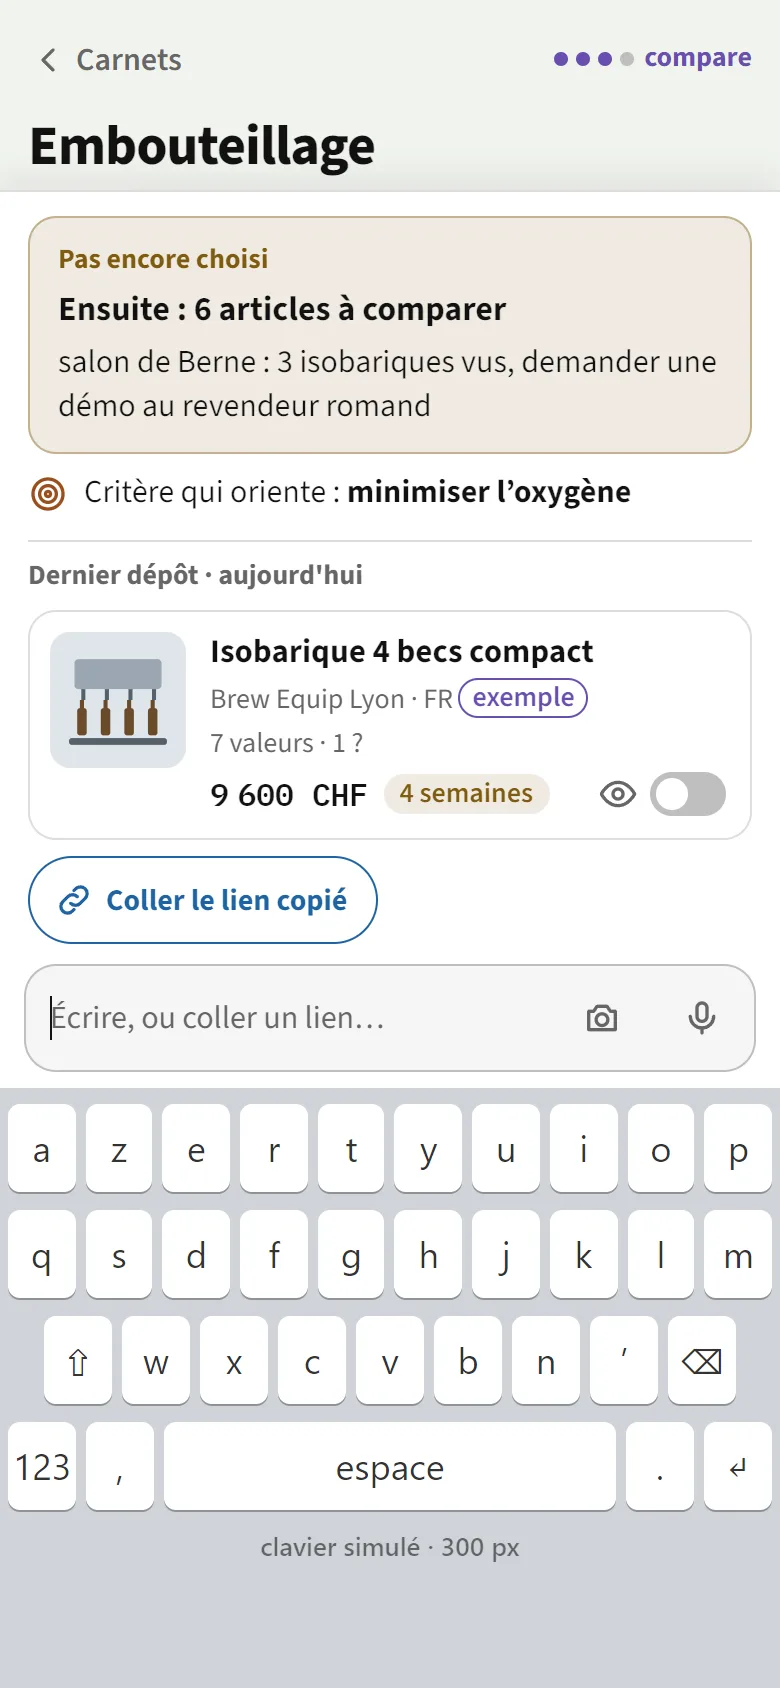 Carnets
compare
Embouteillage
Pas encore choisi
Ensuite : 6 articles à comparer
salon de Berne : 3 isobariques vus, demander une
démo au revendeur romand
Critère qui oriente : minimiser l’oxygène
Dernier dépôt · aujourd'hui
Isobarique 4 becs compact
Brew Equip Lyon · FR exemple
7 valeurs · 1 ?
9 600 CHF 4 semaines
Coller le lien copié
Écrire, ou coller un lien…
a z e r t y u i o p
q s d f g h j k l m
⇧ w x c v b n ’ ⌫
123 , espace . ↵
clavier simulé · 300 px